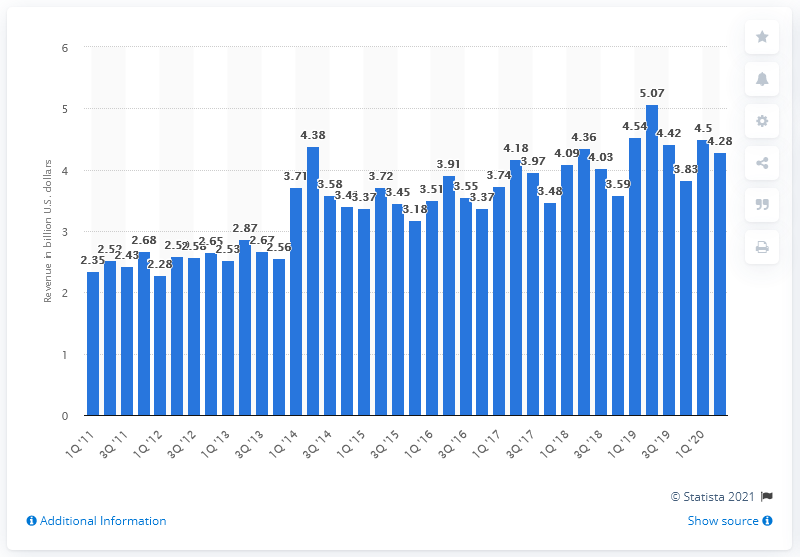 6
5
4
3
2
1
0
Revenue in billion U.S. dollars
2.35
2.52
2.43
2.68
2.28
2.58
2.65
2.53
2.87
2.67
2.56
3.71
4.38
3.58
3.37
3.72
3.45
3.18
3.51
3.91
3.55
3.37
3.74
4.18
3.97
3.48
4.09
4.36
4.03
3.59
4.54
5.07
4.42
3.83
4.5
4.28
1Q '11
3Q '11
1Q '12
3Q '12
1Q '13
3Q '13
1Q '14
3Q '14
1Q '15
3Q '15
1Q '16
3Q '16
1Q '17
3Q '17
1Q '18
3Q '18
1Q '19
3Q '19
1Q '20
© Statista 2021
Additional Information
Show source